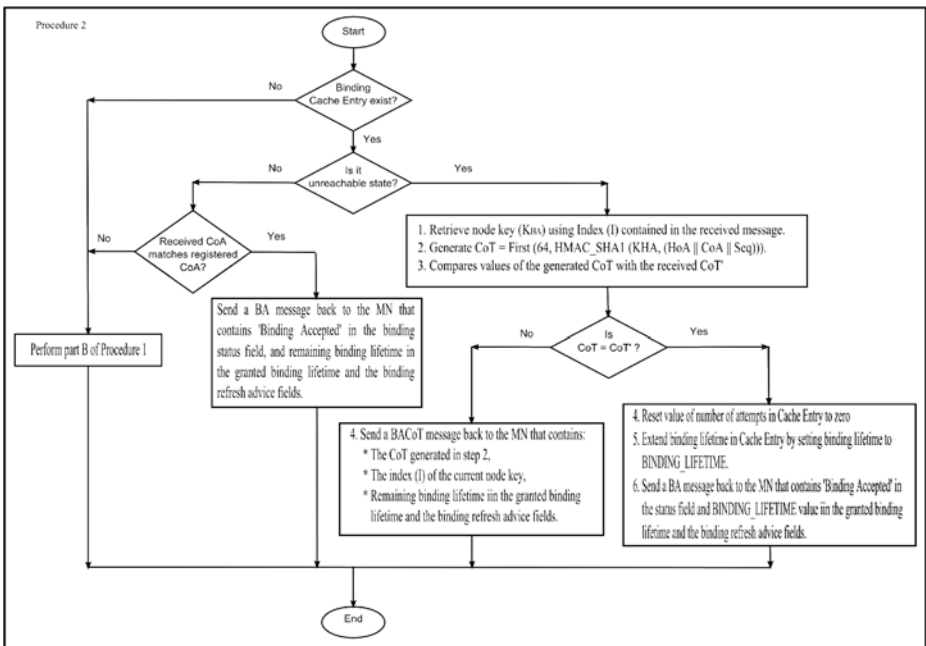 Procedure 2
Start
Binding
Cache Entry exist?
No
Yes
Is it
unreachable state?
No
Yes
Received CoA
matches registered
CoA?
No
Yes
1. Retrieve node key (KHA) using Index (I) contained in the received message.
2. Generate CoT = First (64, HMAC_SHA1 (KHA, (HoA || CoA || Seq))).
3. Compares values of the generated CoT with the received CoT'
Send a BA message back to the MN that
contains 'Binding Accepted' in the binding
status field, and remaining binding lifetime in
the granted binding lifetime and the binding
refresh advice fields.
Perform part B of Procedure 1
Is
CoT = CoT' ?
No
Yes
4. Send a BACoT message back to the MN that contains:
* The CoT generated in step 2,
* The index (I) of the current node key,
* Remaining binding lifetime iin the granted binding
lifetime and the binding refresh advice fields.
4. Reset value of number of attempts in Cache Entry to zero
5. Extend binding lifetime in Cache Entry by setting binding lifetime to
BINDING_LIFETIME.
6. Send a BA message back to the MN that contains 'Binding Accepted' in
the status field and BINDING_LIFETIME value iin the granted binding
lifetime and the binding refresh advice fields.
End